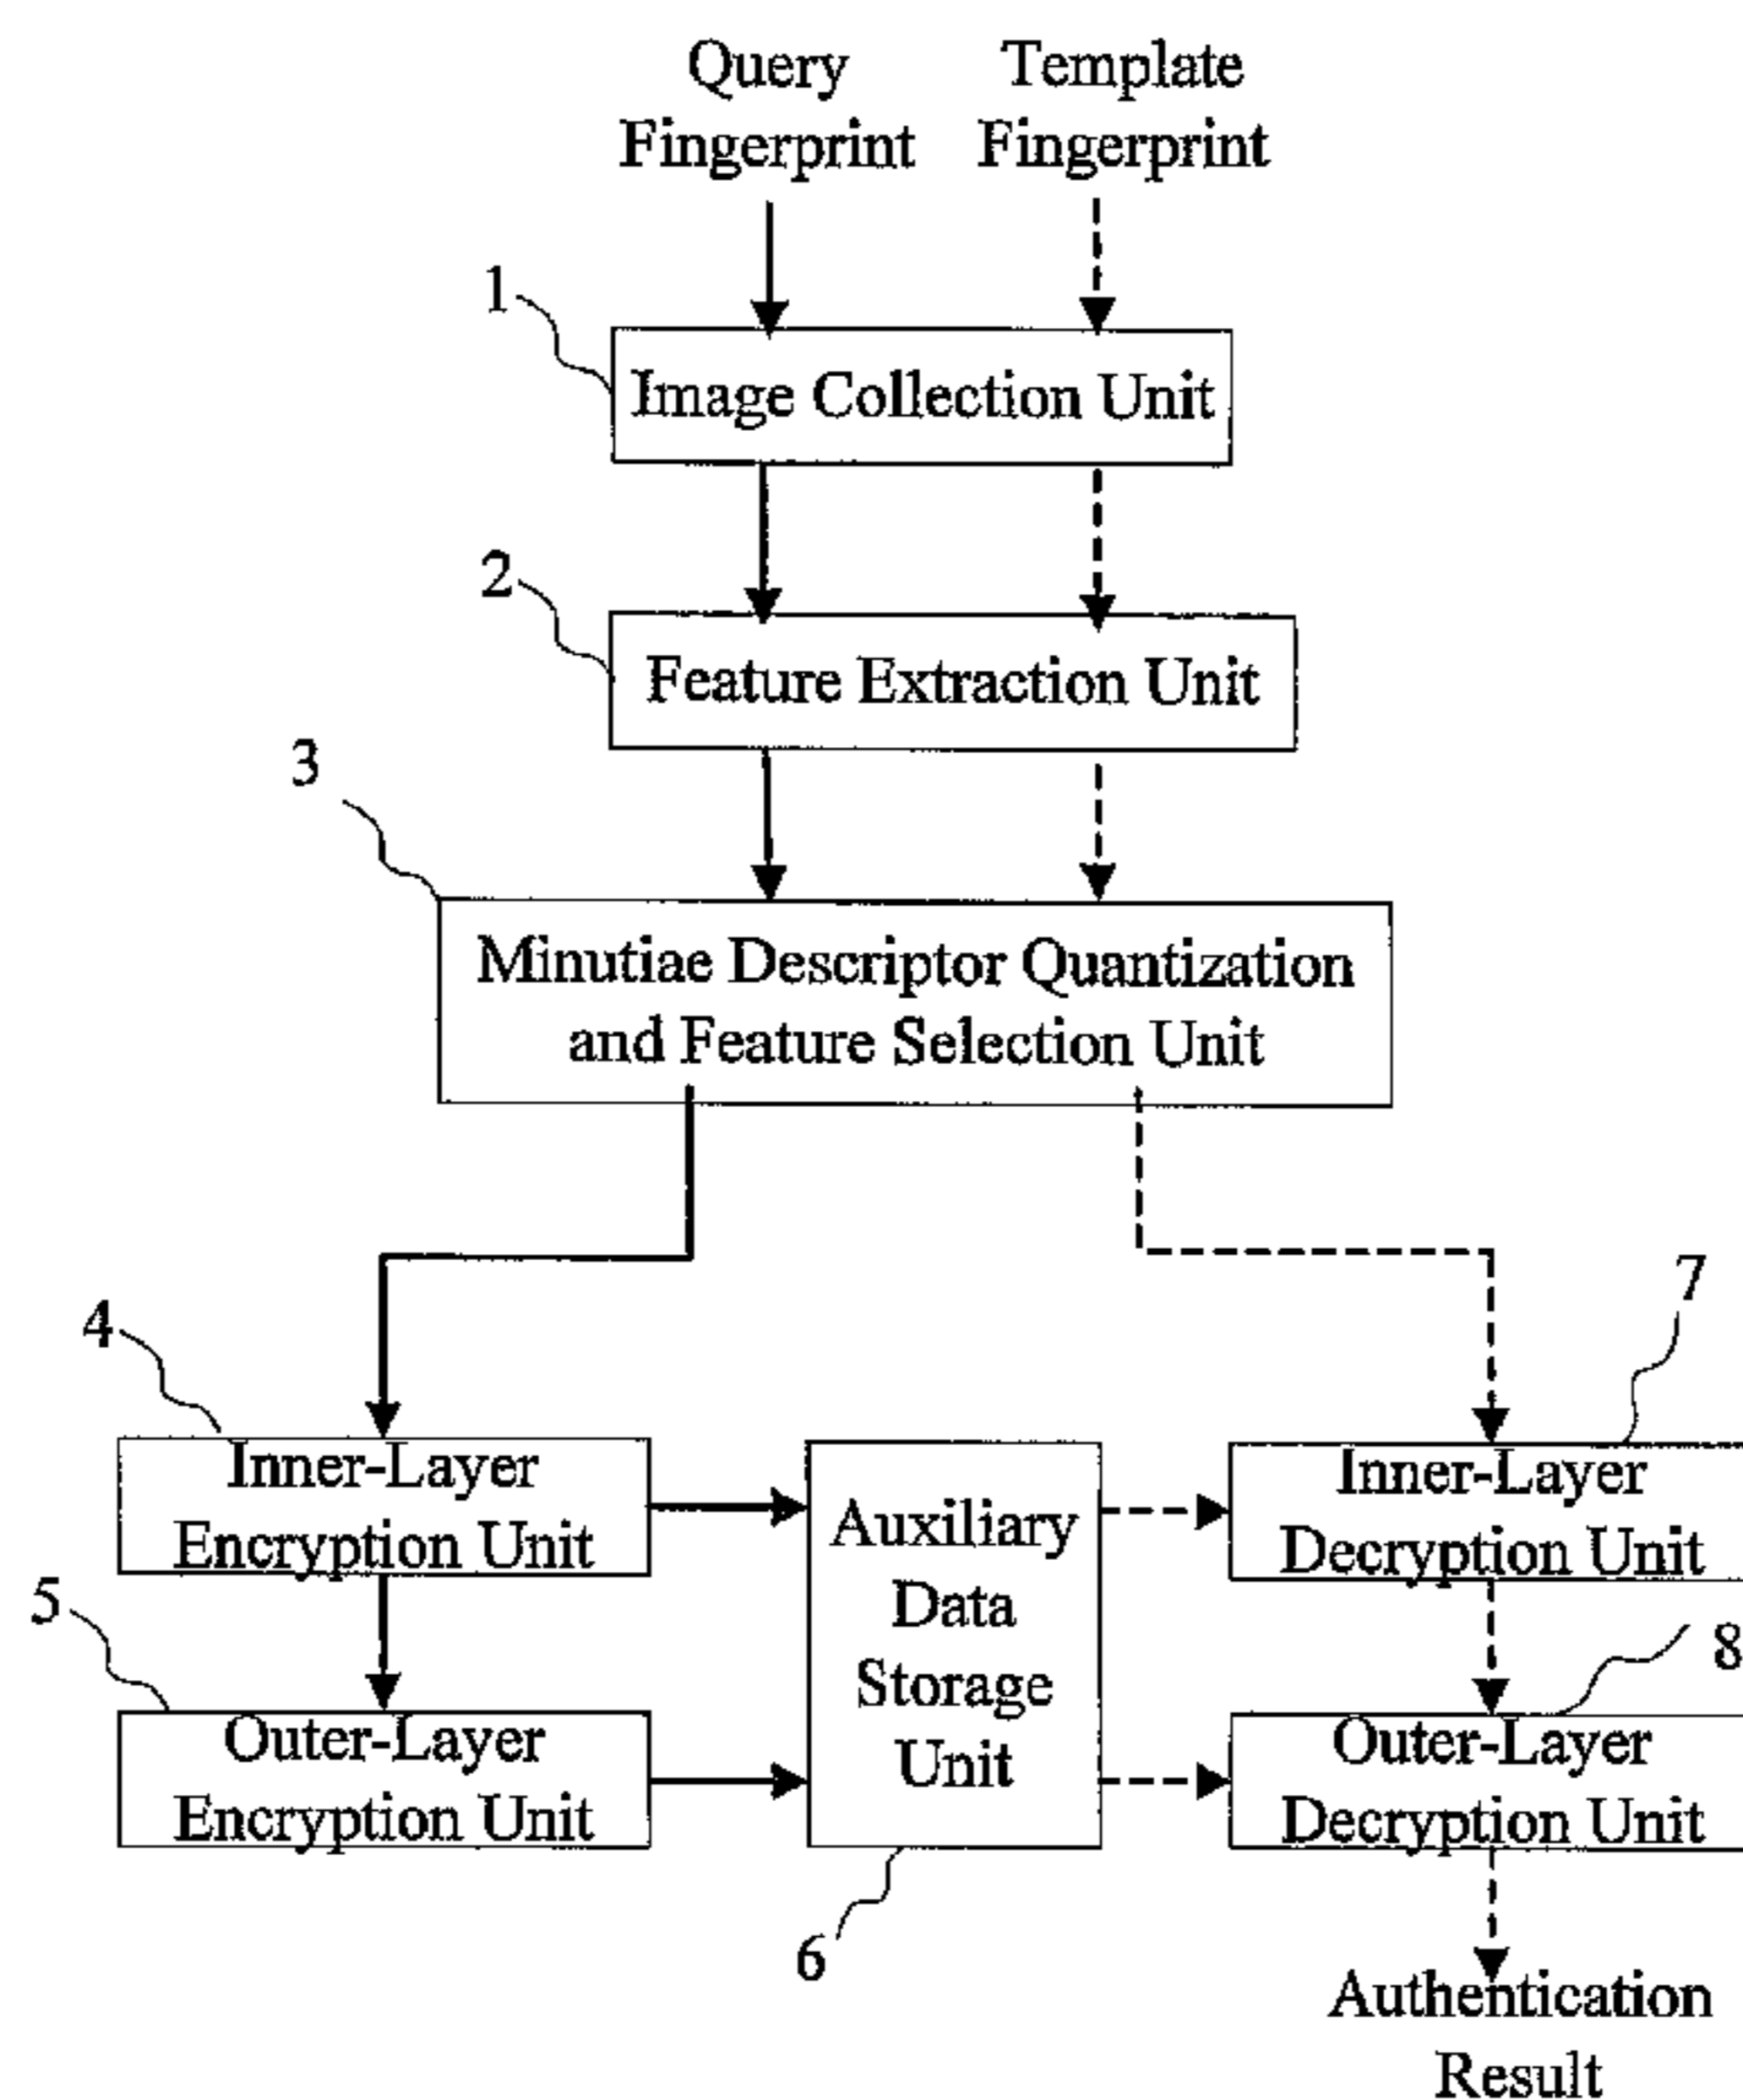 Query
Fingerprint
Template
Fingerprint
1
Image Collection Unit
2
Feature Extraction Unit
3
Minutiae Descriptor Quantization
and Feature Selection Unit
4
Inner-Layer
Encryption Unit
5
Outer-Layer
Encryption Unit
Auxiliary
Data
Storage
Unit
6
7
Inner-Layer
Decryption Unit
8
Outer-Layer
Decryption Unit
Authentication
Result